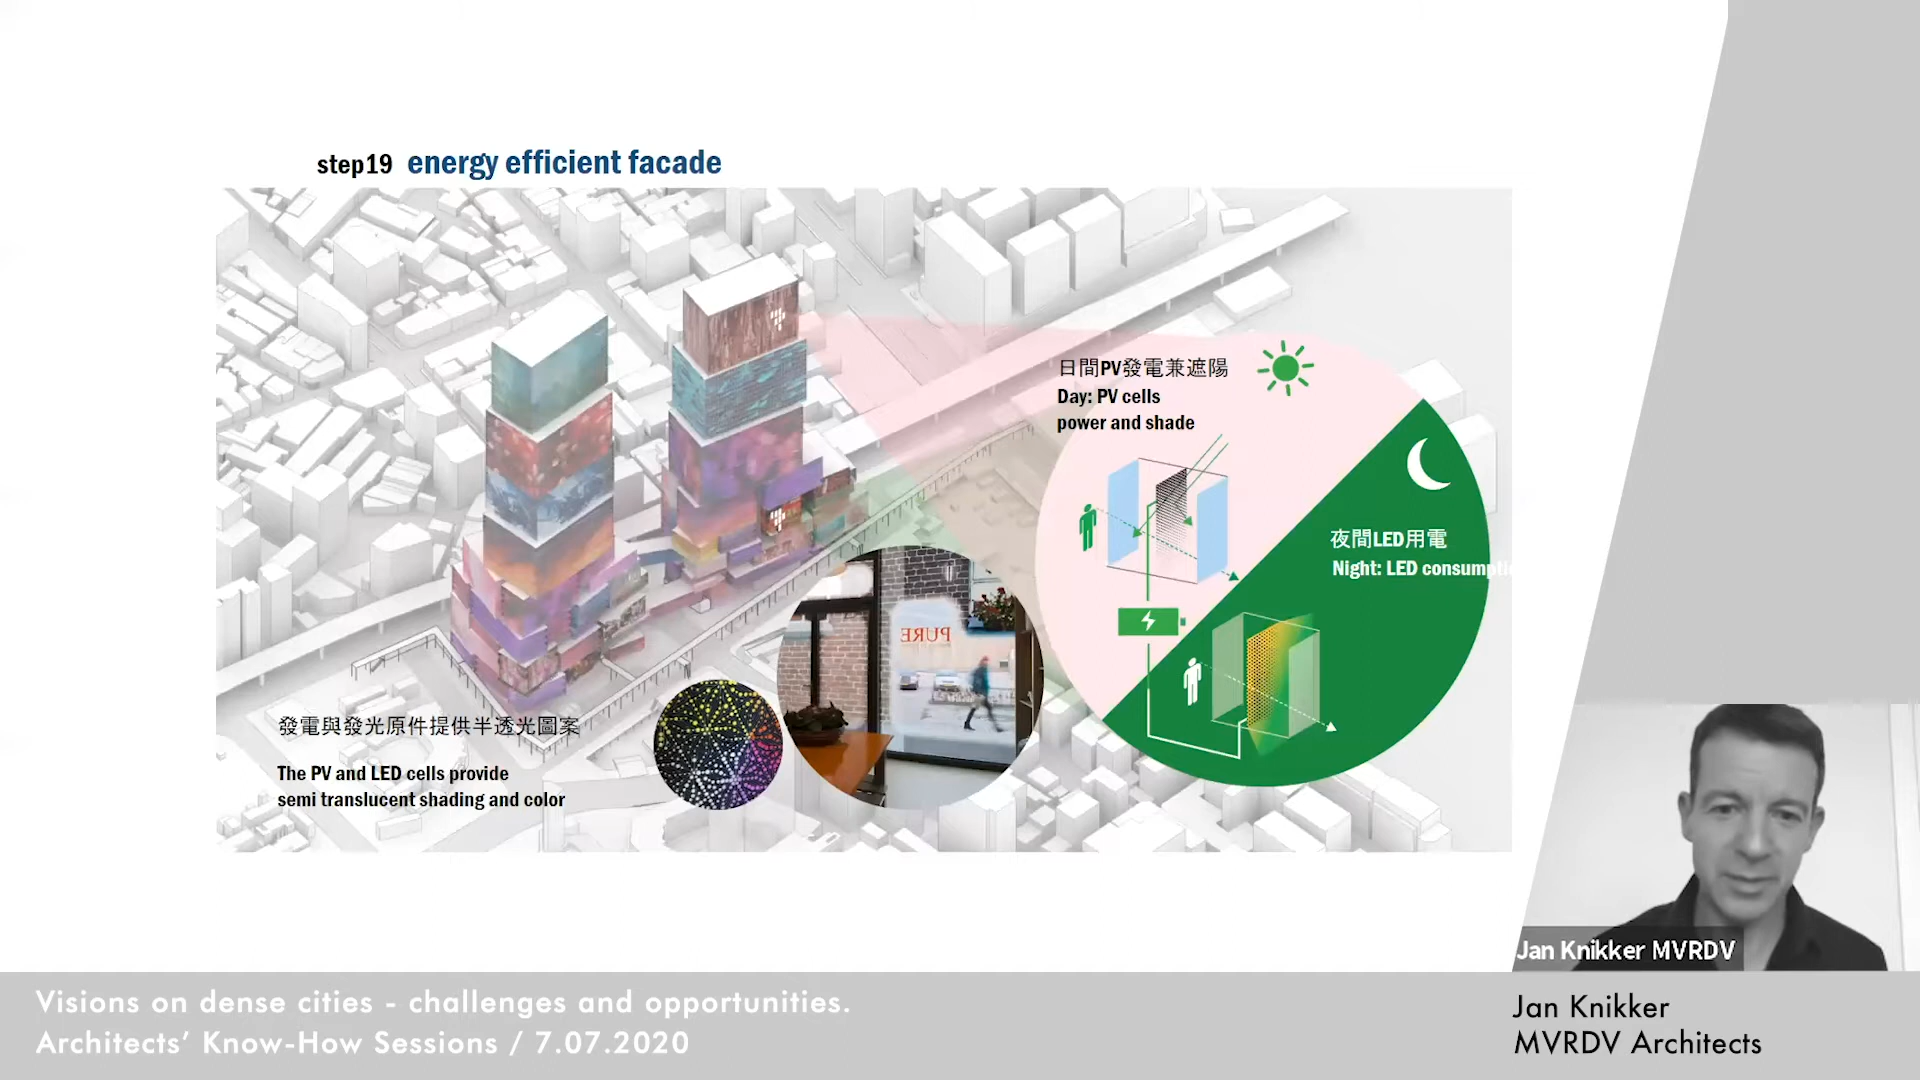 step19 energy efficient facade
日間PV發電兼遮陽
Day: PV cells
power and shade
夜間LED用電
Night: LED consumpti
PURE
發電與發光原件提供半透光圖案
The PV and LED cells provide
semi translucent shading and color
Jan Knikker MVRDV
Visions on dense cities - challenges and opportunities.
Architects’ Know-How Sessions / 7.07.2020
Jan Knikker
MVRDV Architects